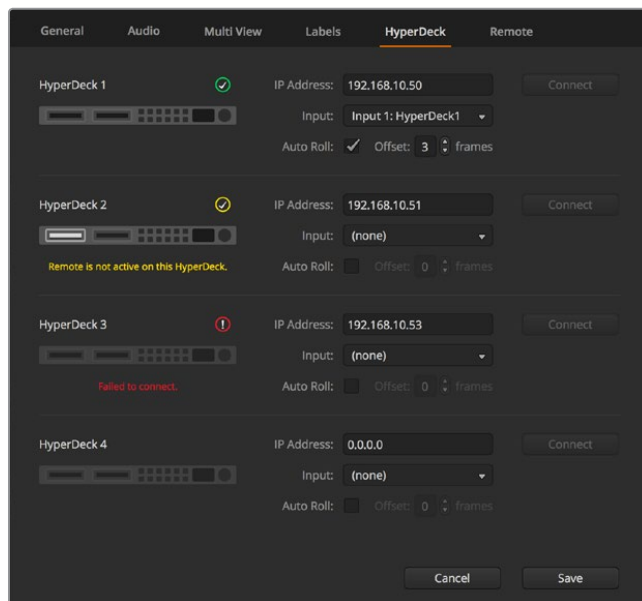 General Audio Multi View Labels HyperDeck Remote
HyperDeck 1 IP Address: 192.168.10.50 Connect
Input: Input 1: HyperDeck1
Auto Roll: Offset: 3 frames
HyperDeck 2 IP Address: 192.168.10.51 Connect
Input: (none)
Remote is not active on this HyperDeck. Auto Roll: Offset: 0 frames
HyperDeck 3 IP Address: 192.168.10.53 Connect
Input: (none)
Failed to connect. Auto Roll: Offset: 0 frames
HyperDeck 4 IP Address: 0.0.0.0 Connect
Input: (none)
Auto Roll: Offset: 0 frames
Cancel Save